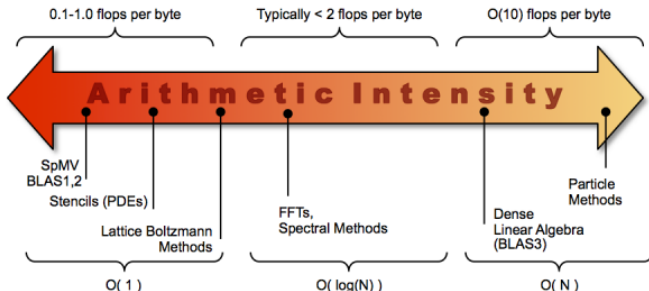 0.1-1.0 flops per byte
Typically < 2 flops per byte
O(10) flops per byte
Arithmetic Intensity
SpMV
BLAS1,2
Stencils (PDEs)
Lattice Boltzmann
Methods
FFTs,
Spectral Methods
Dense
Linear Algebra
(BLAS3)
Particle
Methods
O( 1 )
O( log(N) )
O( N )